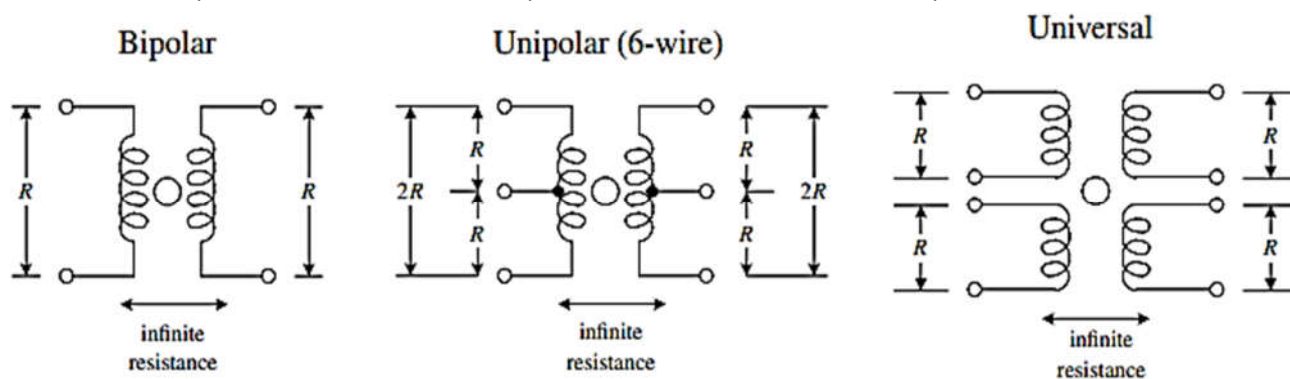 Bipolar
R
R
infinite
resistance
Unipolar (6-wire)
2R
R
R
R
R
2R
infinite
resistance
Universal
R
R
R
R
infinite
resistance